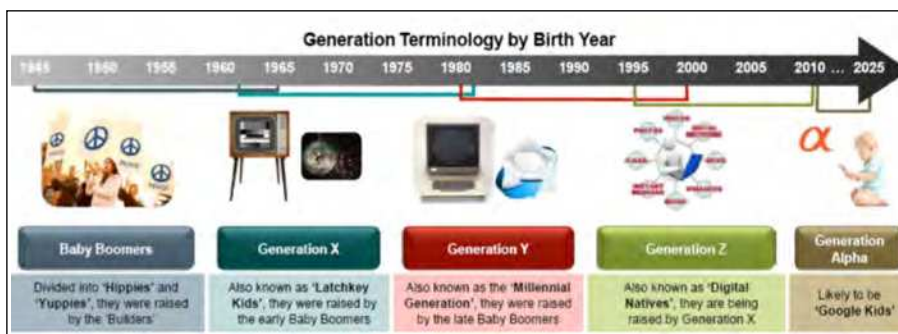 Generation Terminology by Birth Year
1945 1950 1955 1960 1965 1970 1975 1980 1985 1990 1995 2000 2005 2010 ... 2025
α
Baby Boomers
Divided into 'Hippies' and
'Yuppies', they were raised
by the 'Builders'
Generation X
Also known as 'Latchkey
Kids', they were raised by
the early Baby Boomers
Generation Y
Also known as the 'Millennial
Generation', they were raised
by the late Baby Boomers
Generation Z
Also known as 'Digital
Natives', they are being
raised by Generation X
Generation
Alpha
Likely to be
'Google Kids'